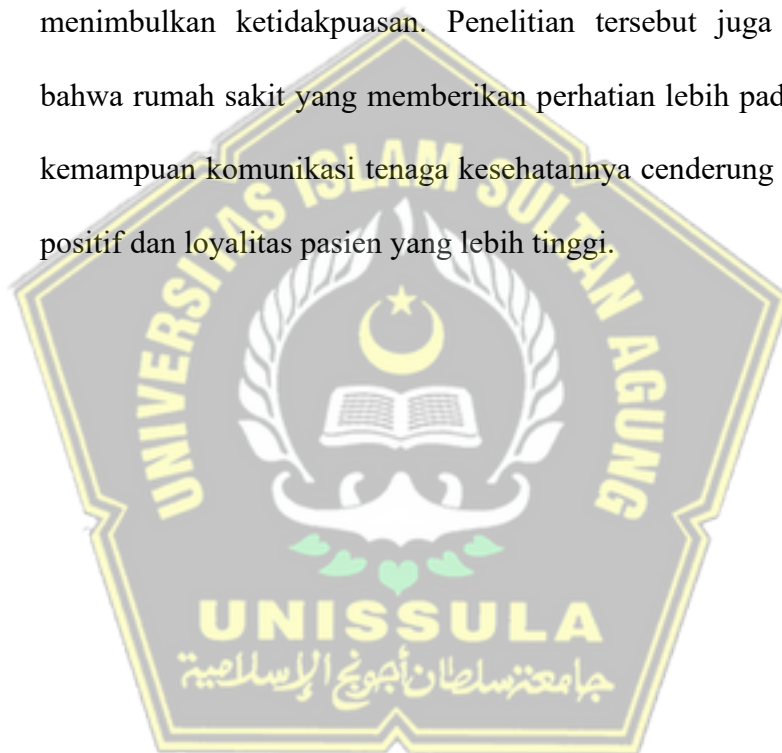 menimbulkan ketidakpuasan. Penelitian tersebut juga
bahwa rumah sakit yang memberikan perhatian lebih pad
kemampuan komunikasi tenaga kesehatannya cenderung
positif dan loyalitas pasien yang lebih tinggi.
UNIVERSITAS ISLAM SULTAN AGUNG
UNISSULA
جامعة سلطان أجونج الإسلامية